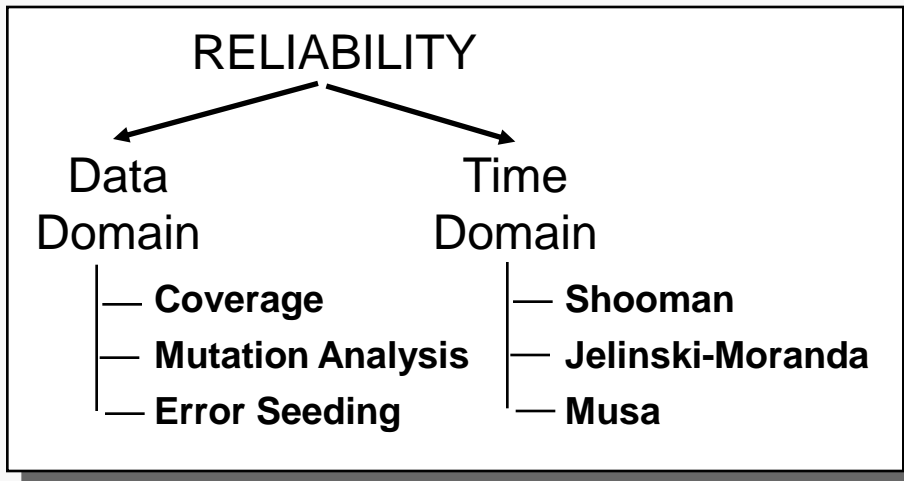 RELIABILITY
Data
Domain
Coverage
Mutation Analysis
Error Seeding
Time
Domain
Shooman
Jelinski-Moranda
Musa